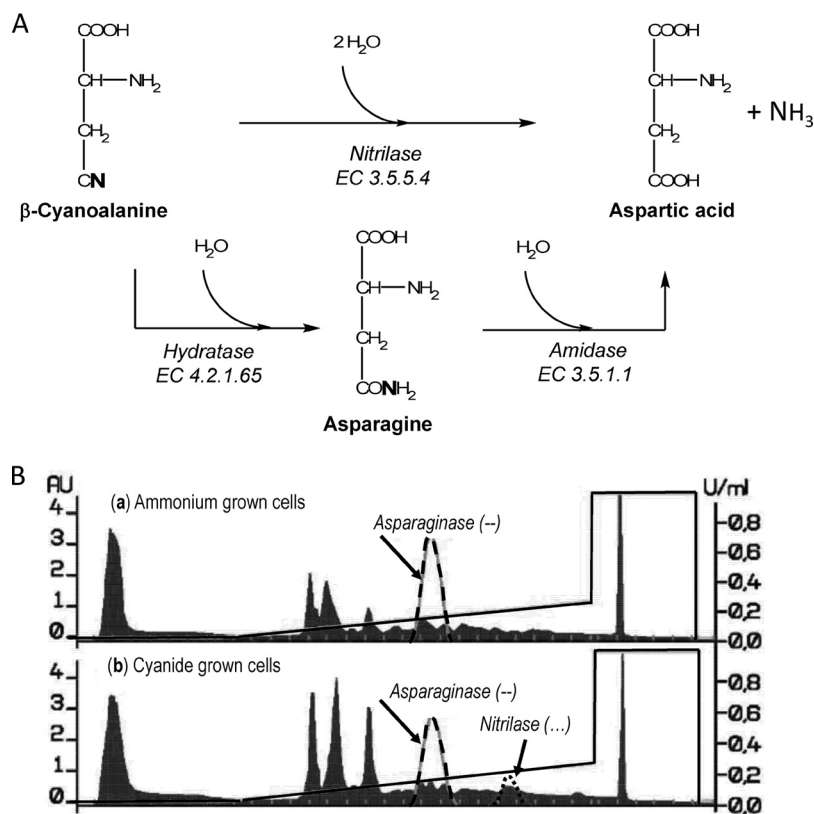 A
COOH
CH—NH₂
CH₂
CN
β-Cyanoalanine
2H₂O
Nitrilase
EC 3.5.5.4
COOH
CH—NH₂
CH₂
COOH
Aspartic acid
+ NH₃
H₂O
Hydratase
EC 4.2.1.65
COOH
CH—NH₂
CH₂
CONH₂
Asparagine
H₂O
Amidase
EC 3.5.1.1
B
AU
4
3
2
1
0
(a) Ammonium grown cells
Asparaginase (--)
U/ml
0,8
0,6
0,4
0,2
0,0
4
3
2
1
0
(b) Cyanide grown cells
Asparaginase (--)
Nitrilase (...)
0,8
0,6
0,4
0,2
0,0